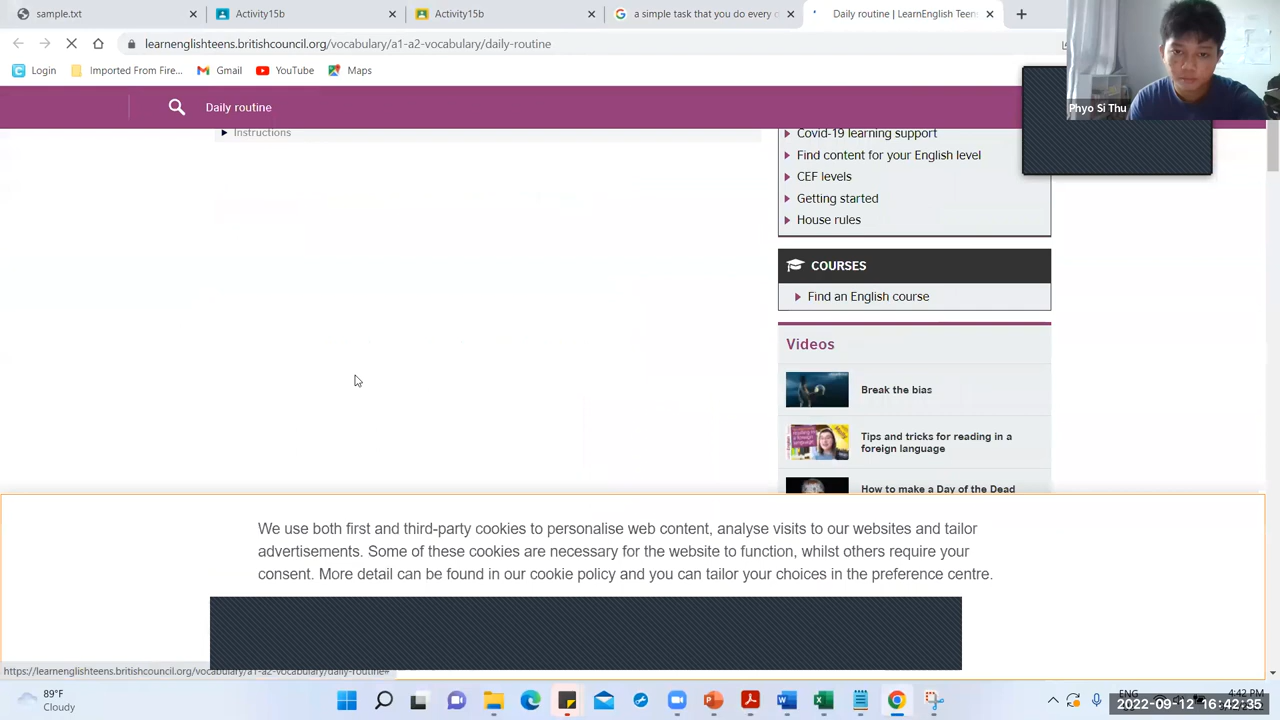 sample.txt
Activity15b
Activity15b
a simple task that you do every
Daily routine | LearnEnglish Teens
learnenglishteens.britishcouncil.org/vocabulary/a1-a2-vocabulary/daily-routine
Login
Imported From Fire...
Gmail
YouTube
Maps
Phyo Si Thu
Daily routine
Instructions
Covid-19 learning support
Find content for your English level
CEF levels
Getting started
House rules
COURSES
Find an English course
Videos
Break the bias
Tips and tricks for reading in a
foreign language
How to make a Day of the Dead
We use both first and third-party cookies to personalise web content, analyse visits to our websites and tailor
advertisements. Some of these cookies are necessary for the website to function, whilst others require your
consent. More detail can be found in our cookie policy and you can tailor your choices in the preference centre.
https://learnenglishteens.britishcouncil.org/vocabulary/a1-a2-vocabulary/daily-routine#
89°F
Cloudy
ENG
4:42 PM
2022-09-12 16:42:35